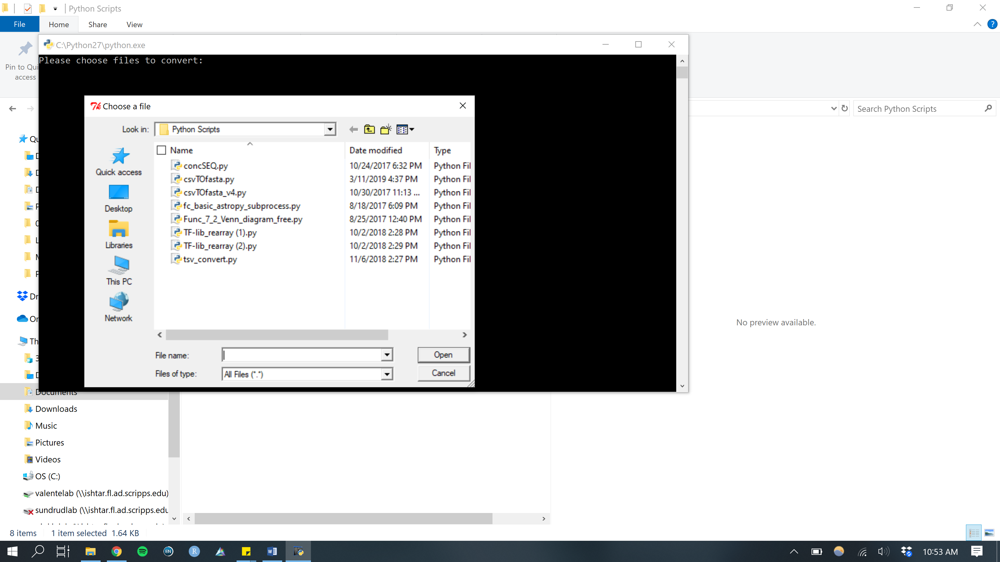 Python Scripts
File Home Share View
C:\Python27\python.exe
Please choose files to convert:
Pin to Qui
access
Choose a file
Look in: Python Scripts
Search Python Scripts
Name Date modified Type
concSEQ.py 10/24/2017 6:32 PM Python Fil
csvTOfasta.py 3/11/2019 4:37 PM Python Fil
csvTOfasta_v4.py 10/30/2017 11:13 ... Python Fil
fc_basic_astropy_subprocess.py 8/18/2017 6:09 PM Python Fil
Func_7_2_Venn_diagram_free.py 8/25/2017 12:40 PM Python Fil
TF-lib_rearray (1).py 10/2/2018 2:28 PM Python Fil
TF-lib_rearray (2).py 10/2/2018 2:29 PM Python Fil
tsv_convert.py 11/6/2018 2:27 PM Python Fil
Quick access
Desktop
Libraries
This PC
Network
File name: Open
Files of type: All Files (*.*) Cancel
No preview available.
Documents
Downloads
Music
Pictures
Videos
OS (C:)
valentelab (\\ishtar.fl.ad.scripps.edu)
sundrudlab (\\ishtar.fl.ad.scripps.edu
8 items 1 item selected 1.64 KB
EN R W 10:53 AM